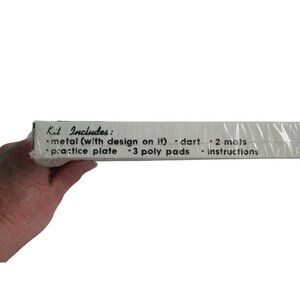 Kit Includes:
• metal (with design on it) • dart • 2 mats
• practice plate • 3 poly pads • instructions